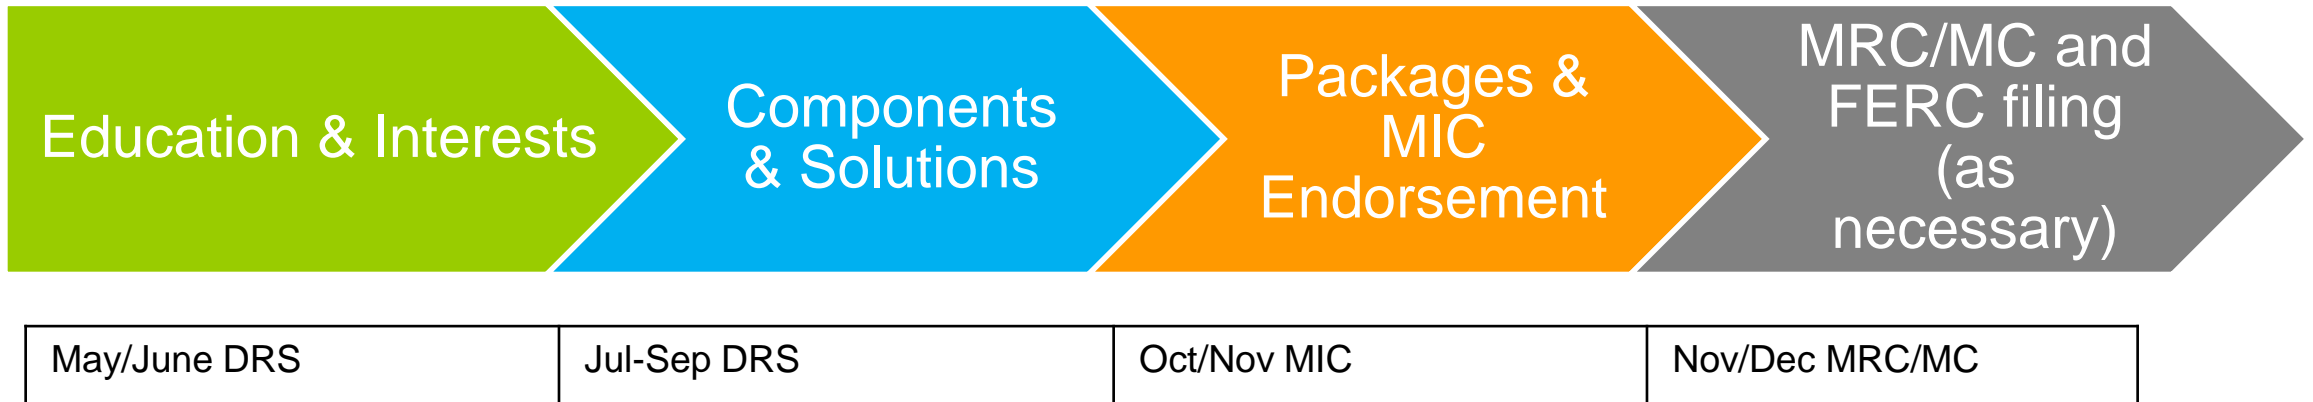 Education & Interests
Components
& Solutions
Packages &
MIC
Endorsement
MRC/MC and
FERC filing
(as
necessary)
May/June DRS
Jul-Sep DRS
Oct/Nov MIC
Nov/Dec MRC/MC